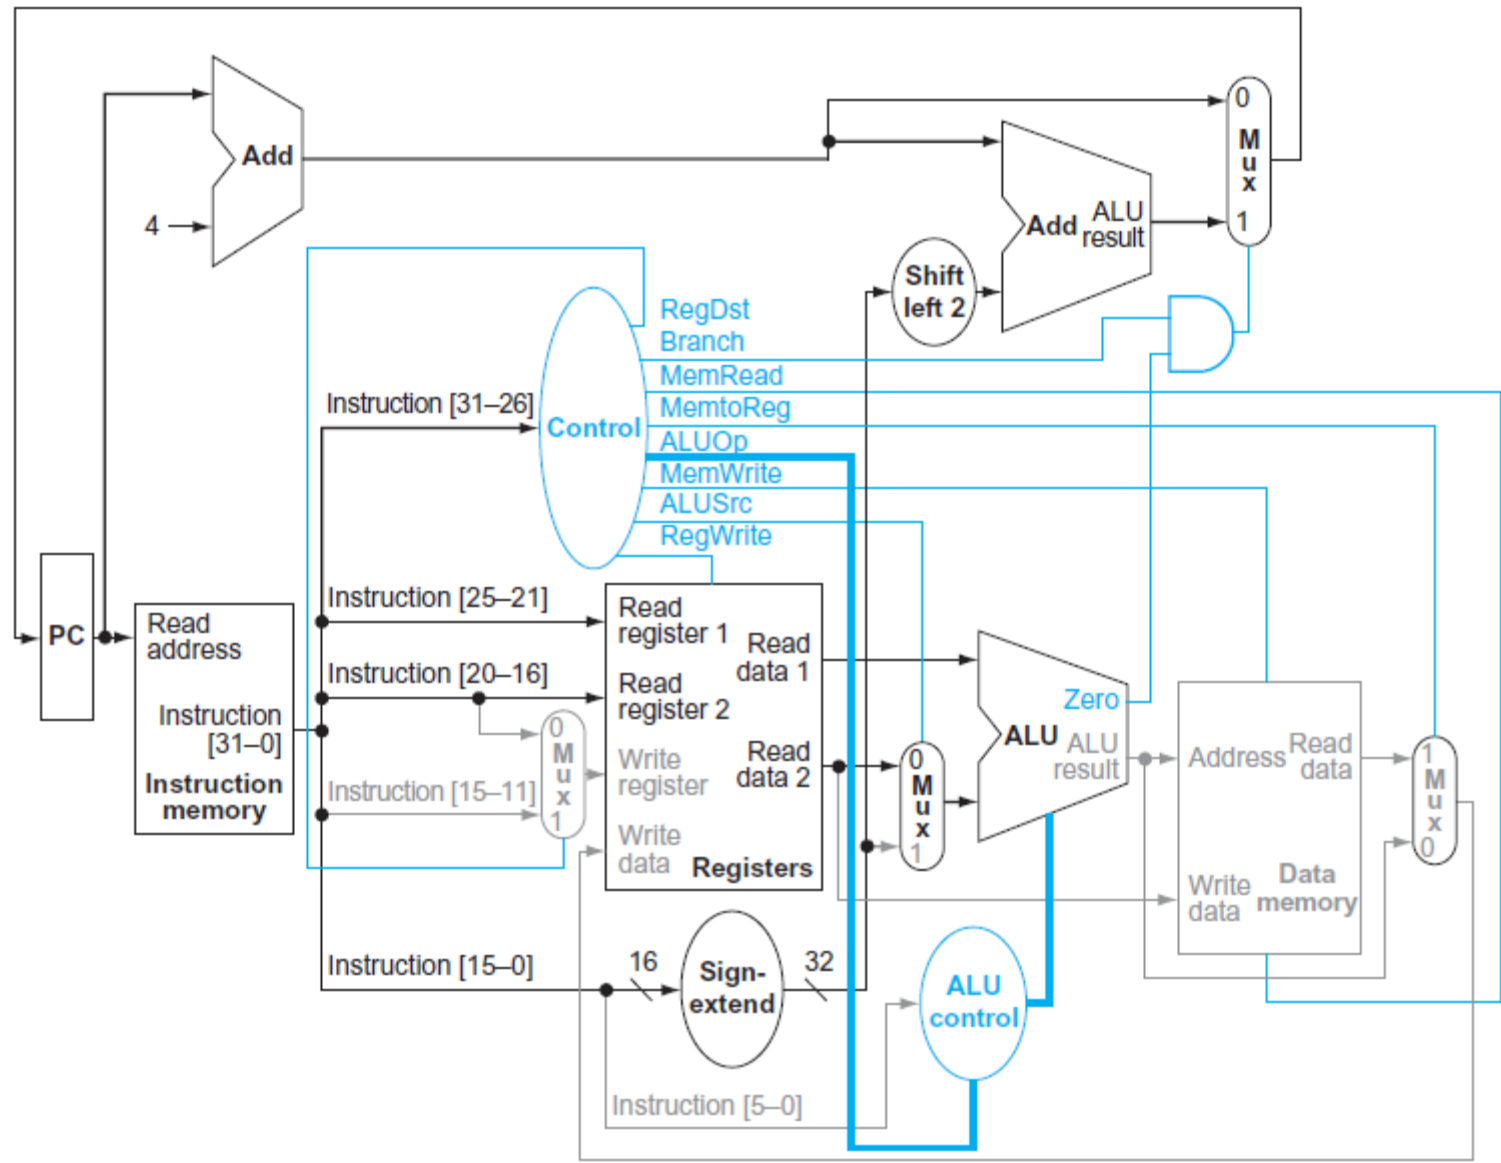 0
M
u
x
1
Add
4
Add
ALU
result
Shift
left 2
RegDst
Branch
MemRead
MemtoReg
ALUOp
MemWrite
ALUSrc
RegWrite
Instruction [31–26]
Control
Instruction [25–21]
Instruction [20–16]
Instruction [15–11]
Instruction [15–0]
Instruction [5–0]
PC
Read
address
Instruction
[31–0]
Instruction
memory
0
M
u
x
1
Read
register 1
Read
register 2
Write
register
Write
data
Read
data 1
Read
data 2
Registers
0
M
u
x
1
Zero
ALU
ALU
result
Address
Read
data
Write
data
Data
memory
1
M
u
x
0
16
Sign-
extend
32
ALU
control